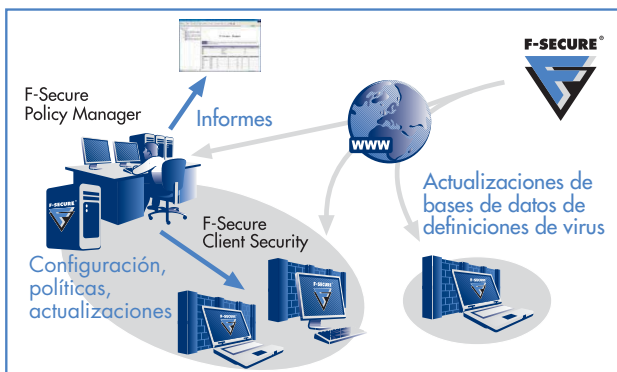 F-SECURE®
F-Secure
Policy Manager
Informes
www
Actualizaciones de
bases de datos de
definiciones de virus
F-Secure
Client Security
Configuración,
políticas,
actualizaciones
F-SECURE
F-SECURE
F-SECURE